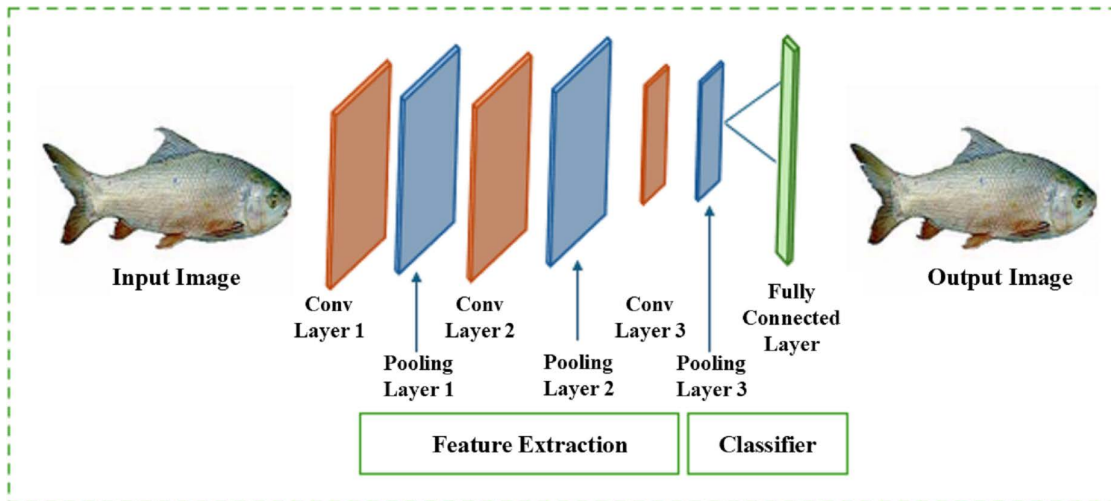 Input Image
Conv
Layer 1
Pooling
Layer 1
Conv
Layer 2
Pooling
Layer 2
Conv
Layer 3
Pooling
Layer 3
Fully
Connected
Layer
Output Image
Feature Extraction
Classifier